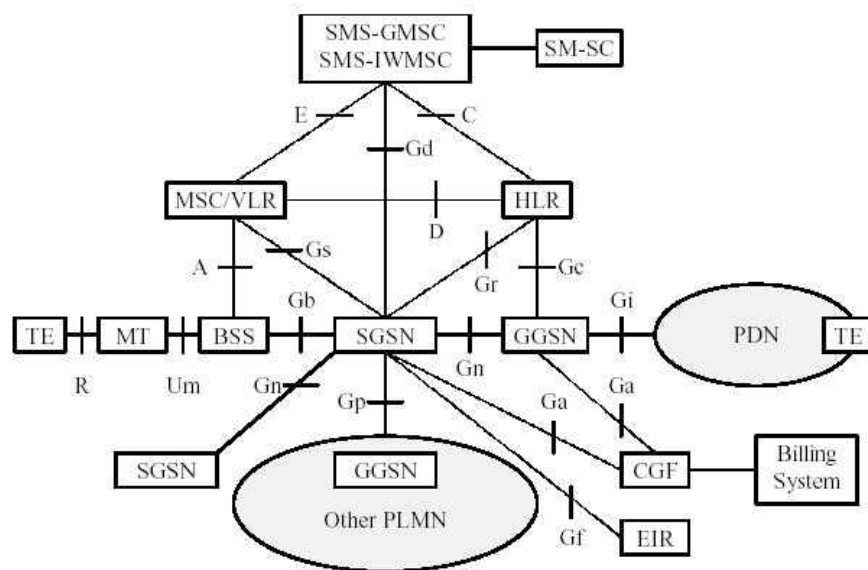 SMS-GMSC
SMS-IWMSC
SM-SC
E
C
Gd
MSC/VLR
HLR
D
A
Gs
Gr
Gc
Gb
Gi
TE
MT
BSS
SGSN
GGSN
PDN
TE
R
Um
Gn
Gn
Gp
Ga
Ga
SGSN
GGSN
CGF
Billing
System
Other PLMN
Gf
EIR